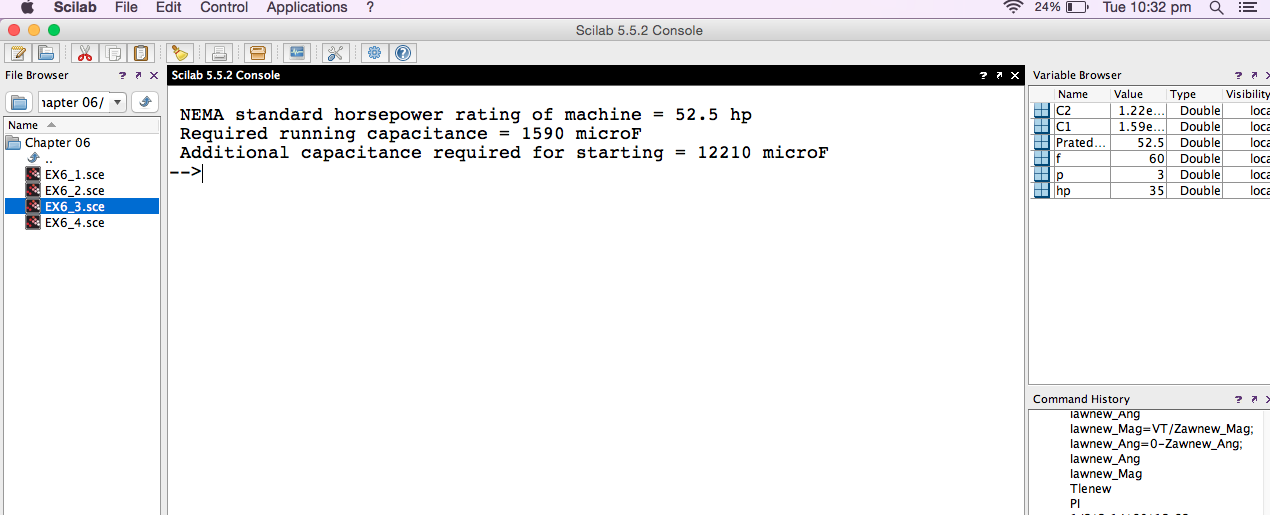 Scilab File Edit Control Applications ? 24% Tue 10:32 pm
Scilab 5.5.2 Console
File Browser ? ↗ X
Scilab 5.5.2 Console ? ↗ X
Variable Browser ? ↗
Name Value Type Visibility
C2 1.22e... Double loca
C1 1.59e... Double loca
Prated... 52.5 Double loca
f 60 Double loca
p 3 Double loca
hp 35 Double loca
Name
Chapter 06
..
EX6_1.sce
EX6_2.sce
EX6_3.sce
EX6_4.sce
NEMA standard horsepower rating of machine = 52.5 hp
Required running capacitance = 1590 microF
Additional capacitance required for starting = 12210 microF
-->
Command History ? ↗
Iawnew_Ang
Iawnew_Mag=VT/Zawnew_Mag;
Iawnew_Ang=0-Zawnew_Ang;
Iawnew_Ang
Iawnew_Mag
Tlenew